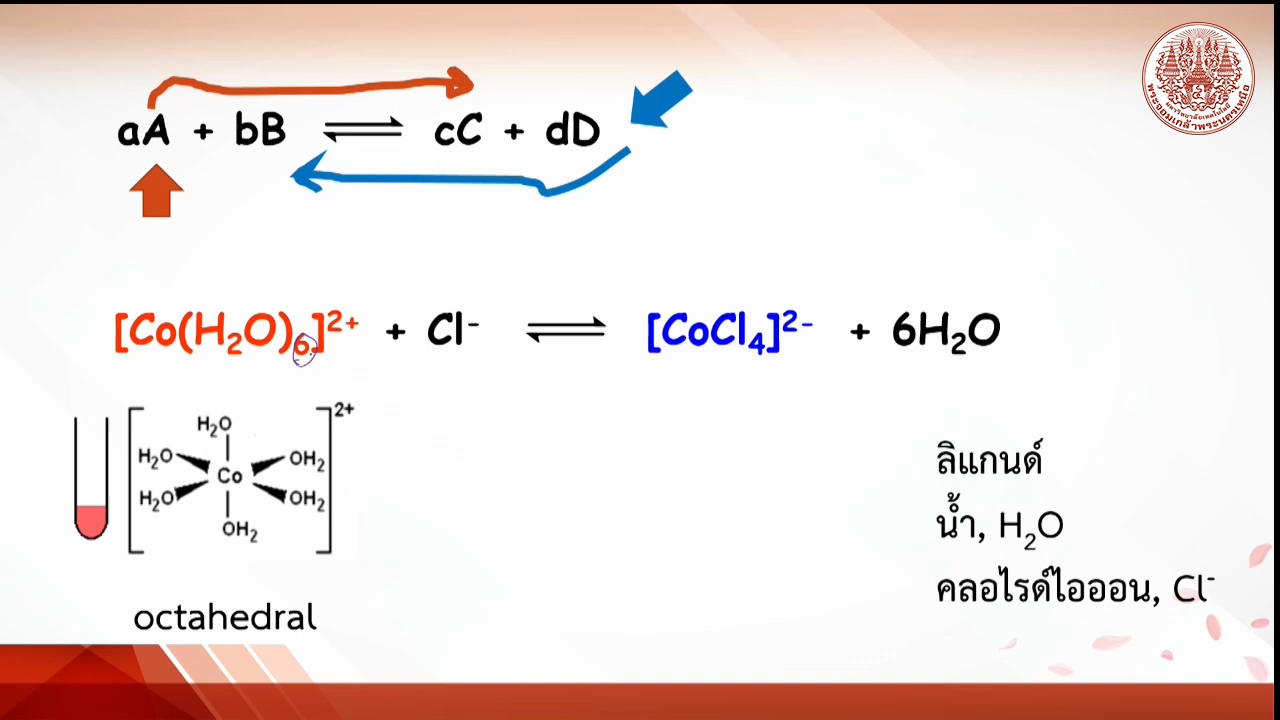 aA + bB ⇌ cC + dD
[Co(H₂O)₆]²⁺ + Cl⁻ ⇌ [CoCl₄]²⁻ + 6H₂O
H₂O
H₂O Co OH₂
H₂O OH₂
OH₂
2+
octahedral
ลิแกนด์
น้ำ, H₂O
คลอไรด์ไอออน, Cl⁻